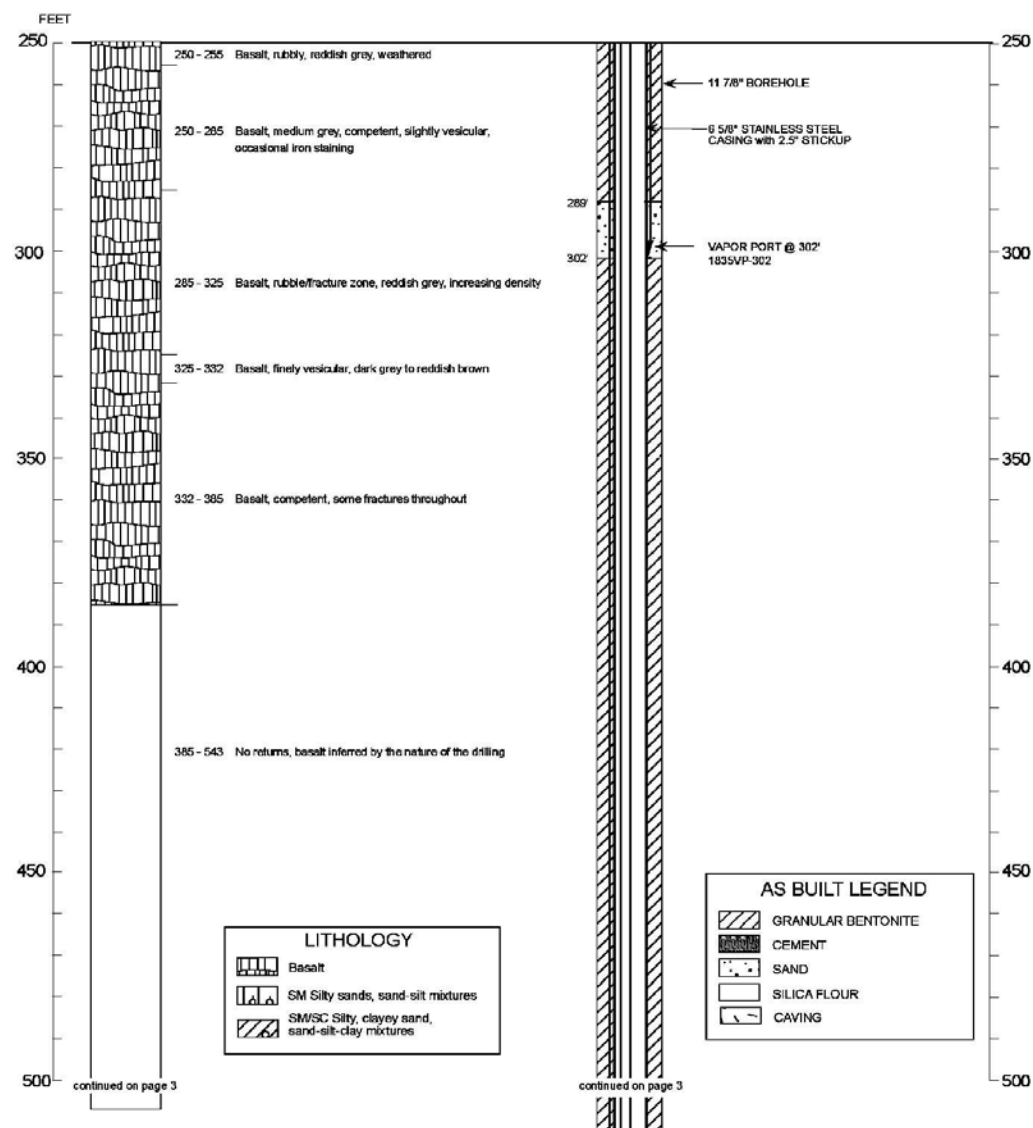 FEET
250
300
350
400
450
500
250 - 255 Basalt, rubbly, reddish grey, weathered
250 - 285 Basalt, medium grey, competent, slightly vesicular,
occasional iron staining
285 - 325 Basalt, rubble/fracture zone, reddish grey, increasing density
325 - 332 Basalt, finely vesicular, dark grey to reddish brown
332 - 385 Basalt, competent, some fractures throughout
385 - 543 No returns, basalt inferred by the nature of the drilling
LITHOLOGY
Basalt
SM Silty sands, sand-silt mixtures
SM/SC Silty, clayey sand,
sand-silt-clay mixtures
continued on page 3
289'
302'
11 7/8" BOREHOLE
6 5/8" STAINLESS STEEL
CASING with 2.5" STICKUP
VAPOR PORT @ 302'
1835VP-302
AS BUILT LEGEND
GRANULAR BENTONITE
CEMENT
SAND
SILICA FLOUR
CAVING
continued on page 3
250
300
350
400
450
500